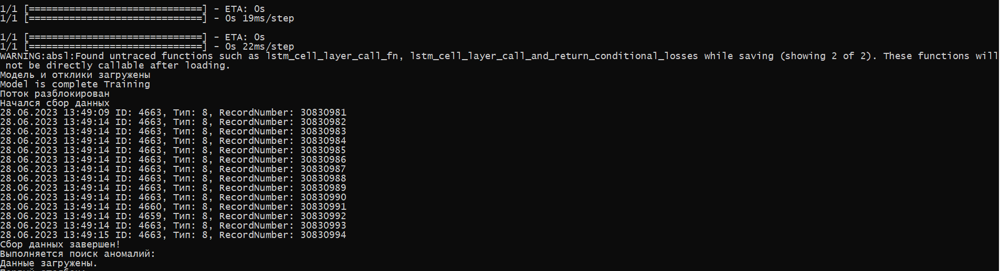 1/1 [==============================] - ETA: 0s
1/1 [==============================] - 0s 19ms/step
1/1 [==============================] - ETA: 0s
1/1 [==============================] - 0s 22ms/step
WARNING:absl:Found untraced functions such as lstm_cell_layer_call_fn, lstm_cell_layer_call_and_return_conditional_losses while saving (showing 2 of 2). These functions will
not be directly callable after loading.
Модель и отклики загружены
Model is complete Training
Поток разблокирован
Начался сбор данных
28.06.2023 13:49:09 ID: 4663, Тип: 8, RecordNumber: 30830981
28.06.2023 13:49:14 ID: 4663, Тип: 8, RecordNumber: 30830982
28.06.2023 13:49:14 ID: 4663, Тип: 8, RecordNumber: 30830983
28.06.2023 13:49:14 ID: 4663, Тип: 8, RecordNumber: 30830984
28.06.2023 13:49:14 ID: 4663, Тип: 8, RecordNumber: 30830985
28.06.2023 13:49:14 ID: 4663, Тип: 8, RecordNumber: 30830986
28.06.2023 13:49:14 ID: 4663, Тип: 8, RecordNumber: 30830987
28.06.2023 13:49:14 ID: 4663, Тип: 8, RecordNumber: 30830988
28.06.2023 13:49:14 ID: 4663, Тип: 8, RecordNumber: 30830989
28.06.2023 13:49:14 ID: 4663, Тип: 8, RecordNumber: 30830990
28.06.2023 13:49:14 ID: 4660, Тип: 8, RecordNumber: 30830991
28.06.2023 13:49:14 ID: 4659, Тип: 8, RecordNumber: 30830992
28.06.2023 13:49:14 ID: 4663, Тип: 8, RecordNumber: 30830993
28.06.2023 13:49:15 ID: 4663, Тип: 8, RecordNumber: 30830994
Сбор данных завершен!
Выполняется поиск аномалий:
Данные загружены.